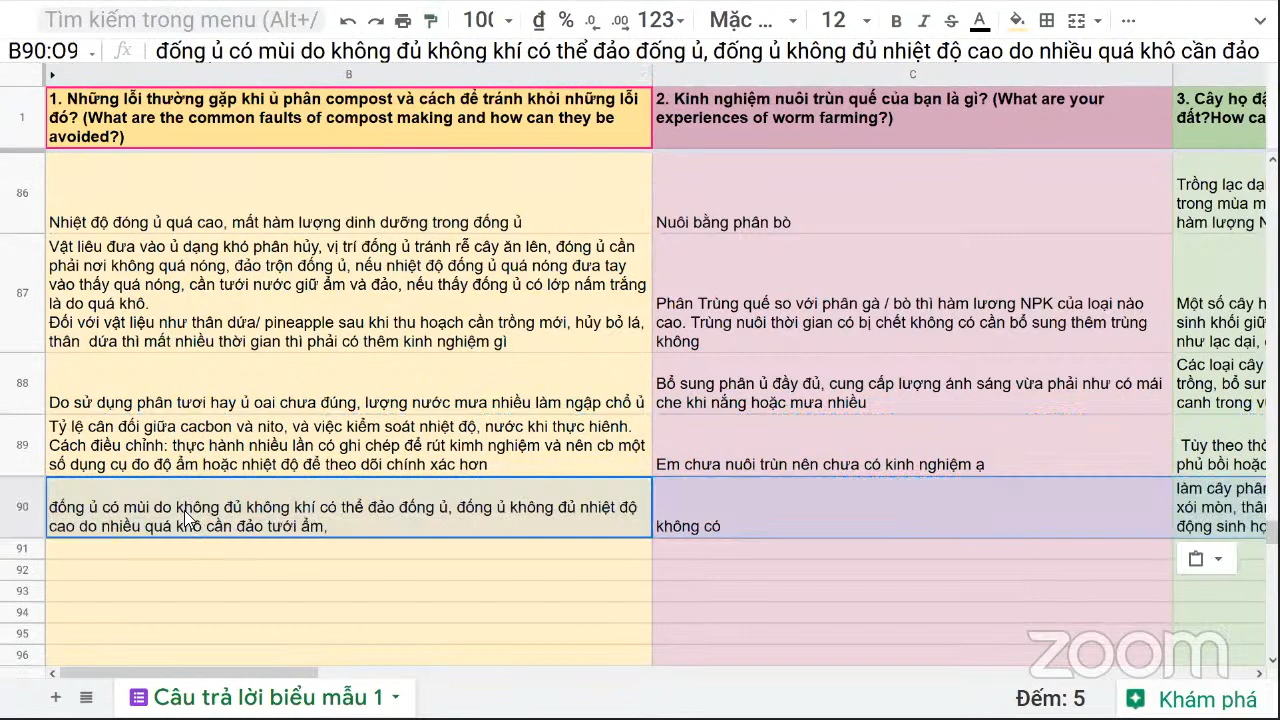 Tìm kiếm trong menu (Alt+/
100
đ % .0 .00 123
Mặc ...
12
B I S A
B90:O9
fx
đống ủ có mùi do không đủ không khí có thể đảo đống ủ, đống ủ không đủ nhiệt độ cao do nhiều quá khô cần đảo
B
C
1
1. Những lỗi thường gặp khi ủ phân compost và cách để tránh khỏi những lỗi
đó? (What are the common faults of compost making and how can they be
avoided?)
2. Kinh nghiệm nuôi trùn quế của bạn là gì? (What are your
experiences of worm farming?)
3. Cây họ đậ
đất?How ca
86
Nhiệt độ đóng ủ quá cao, mất hàm lượng dinh dưỡng trong đống ủ
Nuôi bằng phân bò
Trồng lạc dạ
trong mùa m
hàm lượng N
87
Vật liêu đưa vào ủ dạng khó phân hủy, vị trí đống ủ tránh rễ cây ăn lên, đóng ủ cần
phải nơi không quá nóng, đảo trộn đống ủ, nếu nhiệt độ đống ủ quá nóng đưa tay
vào thấy quá nóng, cần tưới nước giữ ẩm và đảo, nếu thấy đống ủ có lớp nấm trắng
là do quá khô.
Đối với vật liệu như thân dứa/ pineapple sau khi thu hoạch cần trồng mới, hủy bỏ lá,
thân  dứa thì mất nhiều thời gian thì phải có thêm kinh nghiệm gì
Phân Trùng quế so với phân gà / bò thì hàm lương NPK của loại nào
cao. Trùng nuôi thời gian có bị chết không có cần bổ sung thêm trùng
không
Một số cây h
sinh khối giữ
như lạc dại,
88
Do sử dụng phân tươi hay ủ oai chưa đúng, lượng nước mưa nhiều làm ngập chổ ủ
Bổ sung phân ủ đầy đủ, cung cấp lượng ánh sáng vừa phải như có mái
che khi nắng hoặc mưa nhiều
Các loại cây
trồng, bổ sun
canh trong v
89
Tỷ lệ cân đối giữa cacbon và nito, và việc kiểm soát nhiệt độ, nước khi thực hiênh.
Cách điều chỉnh: thực hành nhiều lần có ghi chép để rút kimh nghiệm và nên cb một
số dụng cụ đo độ ẩm hoặc nhiệt độ để theo dõi chính xác hơn
Em chưa nuôi trùn nên chưa có kinh nghiệm ạ
Tùy theo thờ
phủ bồi hoặc
90
đống ủ có mùi do không đủ không khí có thể đảo đống ủ, đống ủ không đủ nhiệt độ
cao do nhiều quá khô cần đảo tưới ẩm,
không có
làm cây phân
xói mòn, thân
động sinh họ
91
92
93
94
95
96
zoom
Câu trả lời biểu mẫu 1
Đếm: 5
Khám phá